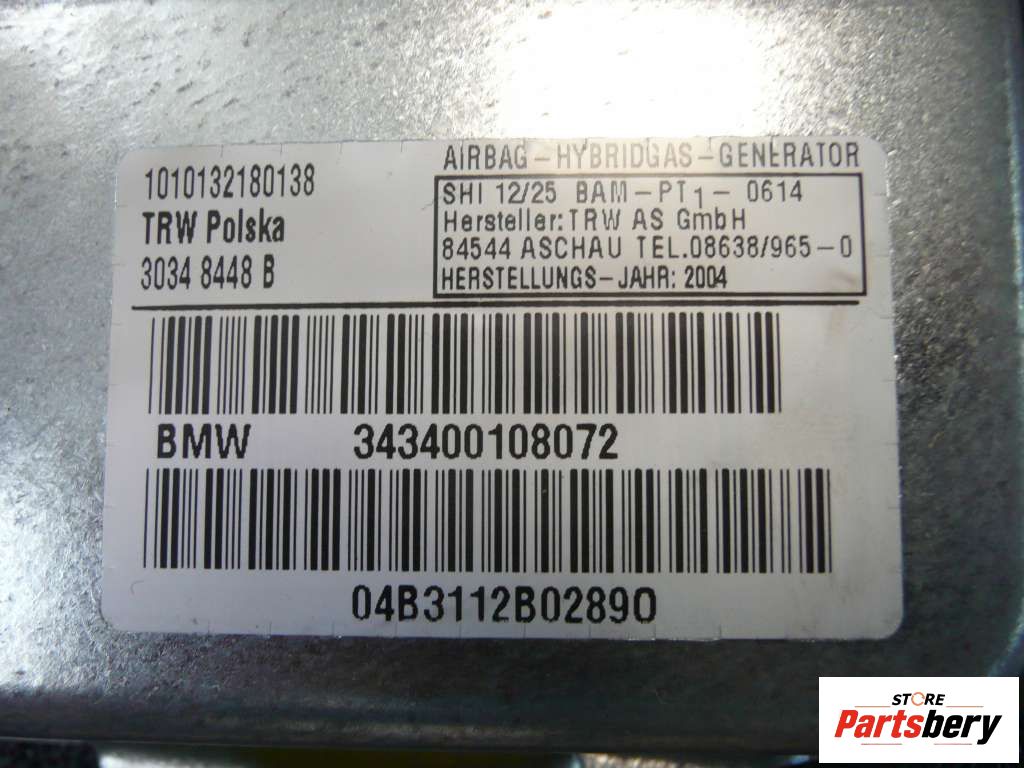 1010132180138
TRW Polska
3034 8448 B
AIRBAG-HYBRIDGAS-GENERATOR
SHI 12/25 BAM-PT1- 0614
Hersteller:TRW AS GmbH
84544 ASCHAU TEL.08638/965-0
HERSTELLUNGS-JAHR: 2004
BMW 343400108072
04B3112B02890
STORE
Partsbery